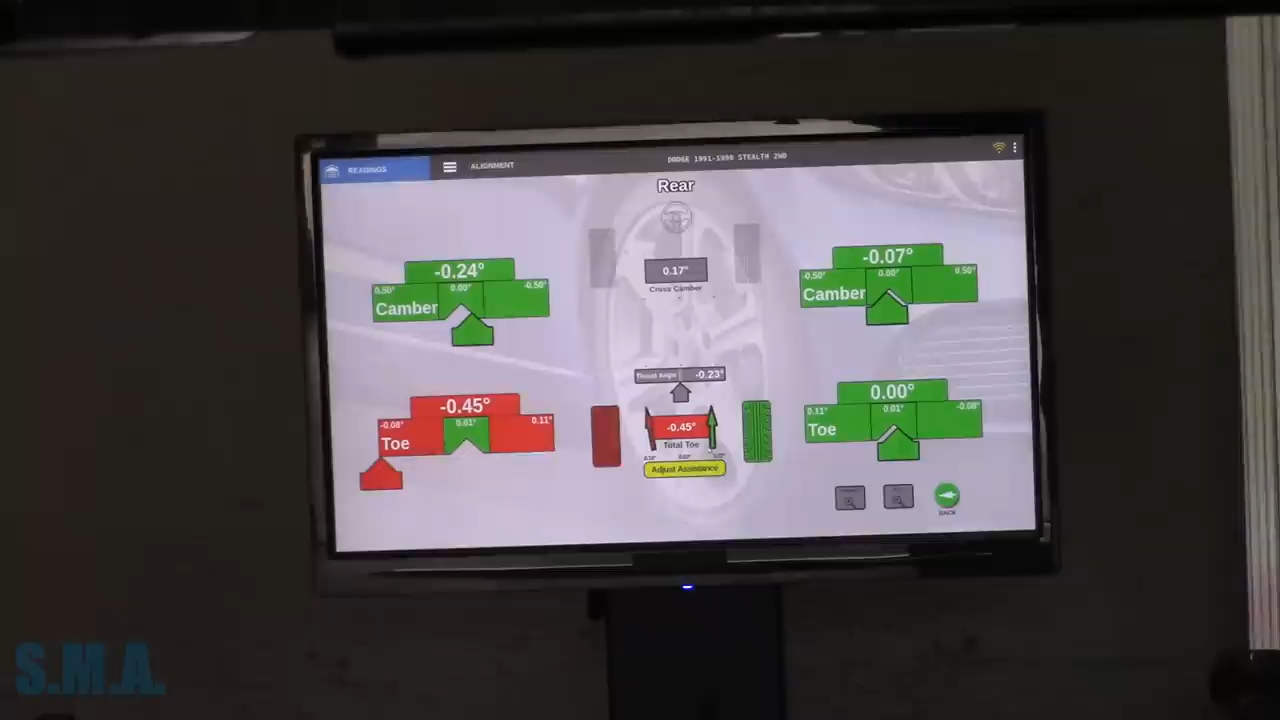 READINGS
ALIGNMENT
DODGE 1991-1996 STEALTH 2WD
Rear
-0.24°
0.50° 0.00° -0.50°
Camber
0.17°
Cross Camber
-0.07°
-0.50° 0.00° 0.50°
Camber
Thrust Angle -0.23°
-0.45°
-0.08° 0.01° 0.11°
Toe
-0.45°
Total Toe
Adjust Assistance
0.00°
0.11° 0.01° -0.08°
Toe
BACK
S.M.A.